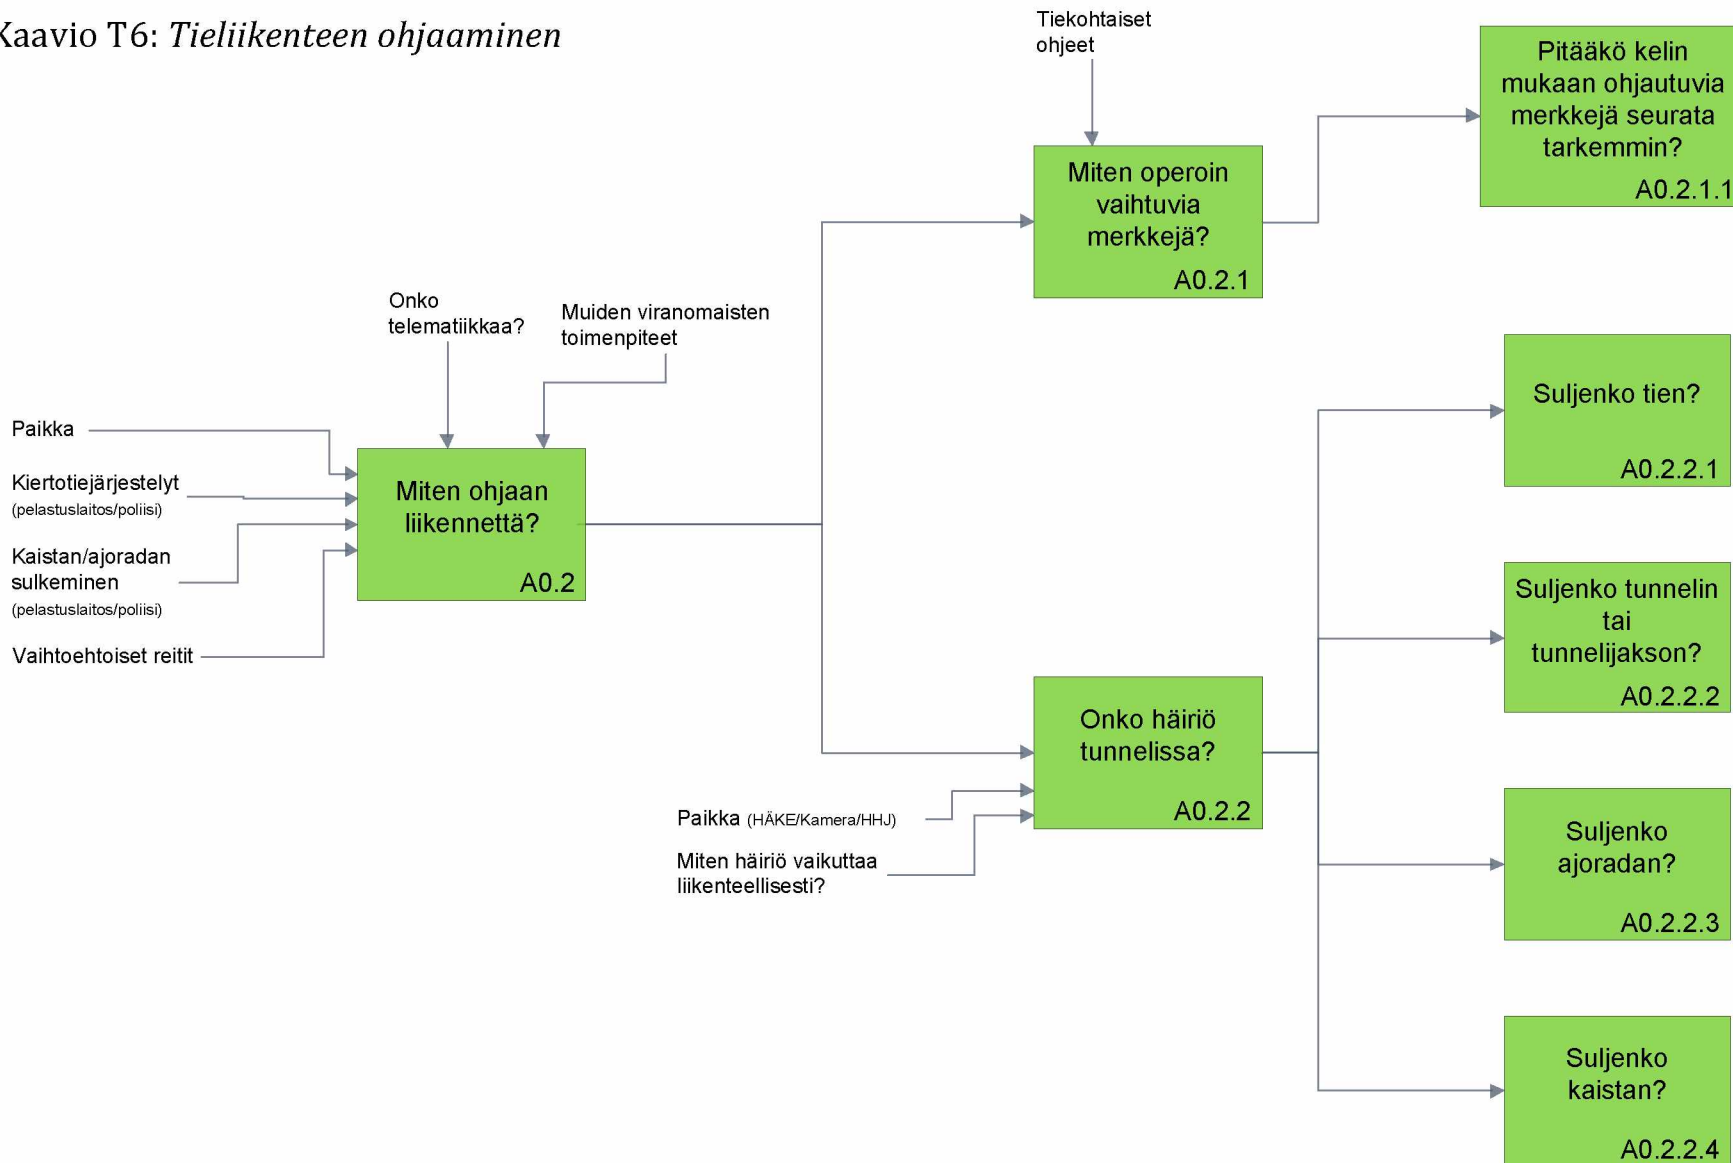 Kaavio T6: Tieliikenteen ohjaaminen
Tiekohtaiset
ohjeet
Pitääkö kelin
mukaan ohjautuvia
merkkejä seurata
tarkemmin?
A0.2.1.1
Miten operoin
vaihtuvia
merkkejä?
A0.2.1
Onko
telematiikkaa?
Muiden viranomaisten
toimenpiteet
Paikka
Kiertotiejärjestelyt
(pelastuslaitos/poliisi)
Kaistan/ajoradan
sulkeminen
(pelastuslaitos/poliisi)
Vaihtoehtoiset reitit
Miten ohjaan
liikennettä?
A0.2
Suljenko tien?
A0.2.2.1
Suljenko tunnelin
tai
tunnelijakson?
A0.2.2.2
Onko häiriö
tunnelissa?
A0.2.2
Paikka (HÄKE/Kamera/HHJ)
Miten häiriö vaikuttaa
liikenteellisesti?
Suljenko
ajoradan?
A0.2.2.3
Suljenko
kaistan?
A0.2.2.4